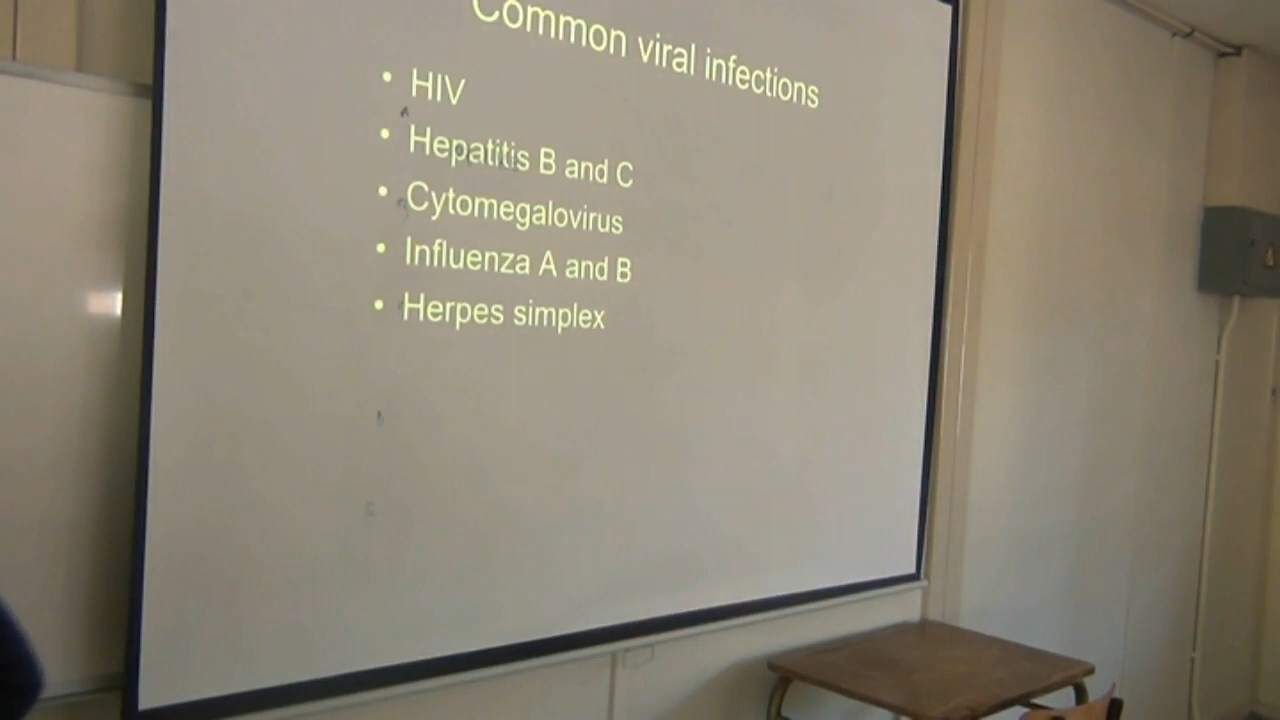 Common viral infections
• HIV
• Hepatitis B and C
• Cytomegalovirus
• Influenza A and B
• Herpes simplex